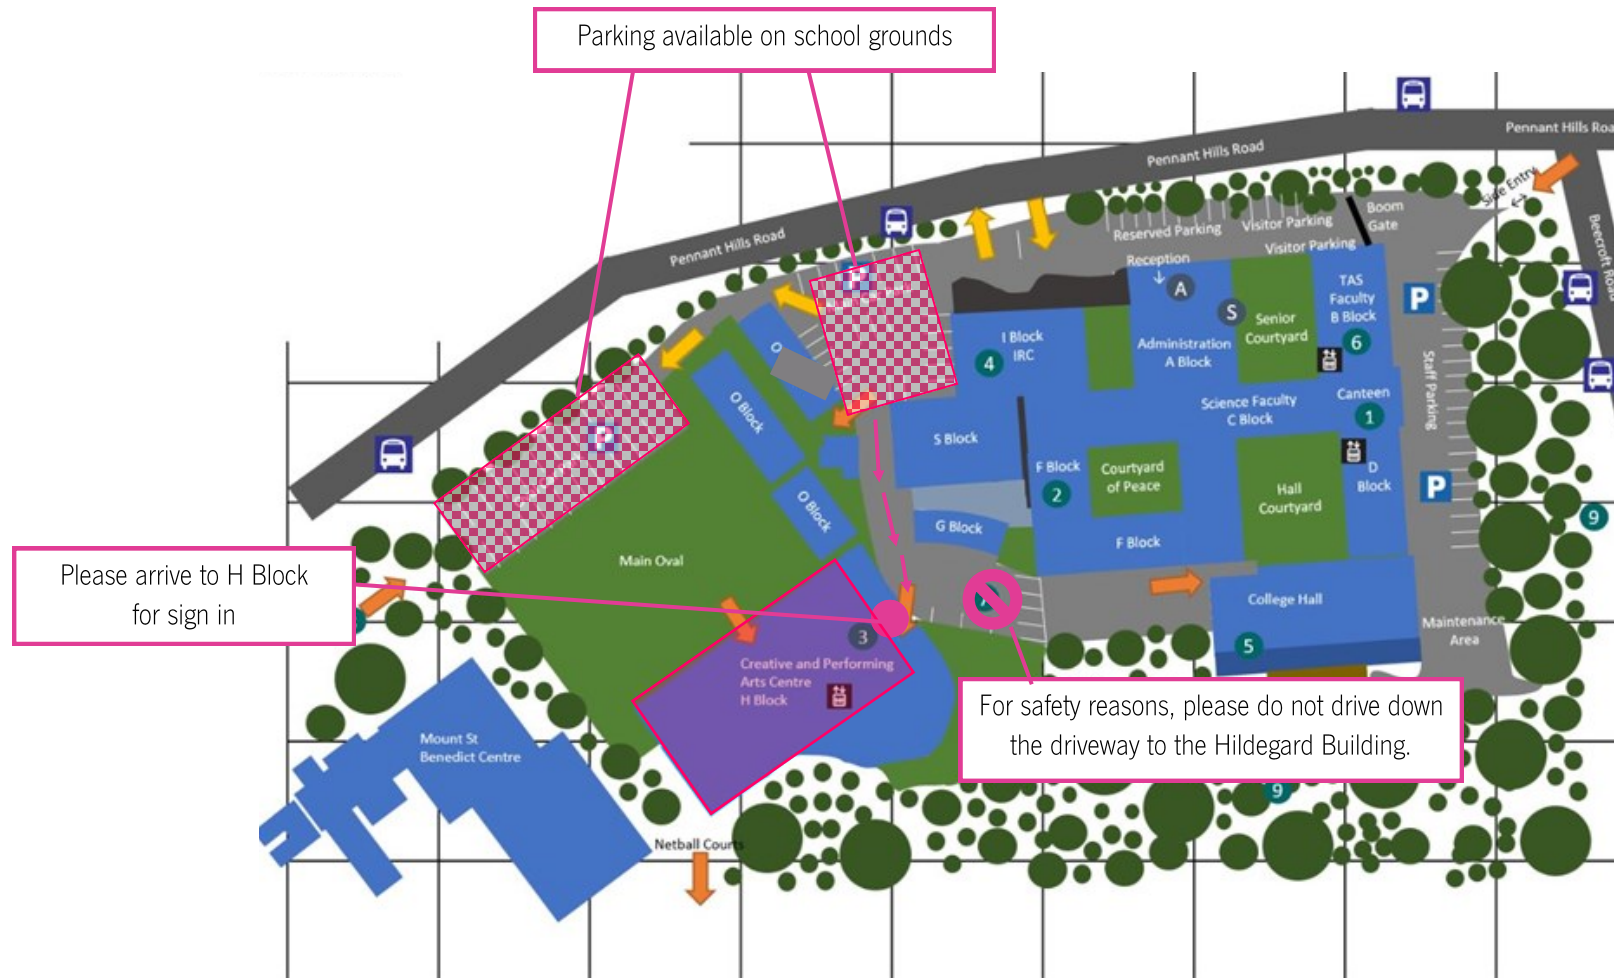 Parking available on school grounds
Pennant Hills Road
Pennant Hills Road
Pennant Hills Road
Side Entry
Beecroft Road
Boom
Gate
Reserved Parking
Visitor Parking
Visitor Parking
Reception
A
S
TAS
Faculty
B Block
6
P
Senior
Courtyard
I Block
IRC
4
Administration
A Block
Staff Parking
Science Faculty
C Block
Canteen
1
O
O Block
P
S Block
F Block
2
Courtyard
of Peace
D
Block
P
Hall
Courtyard
9
O Block
G Block
F Block
Main Oval
Please arrive to H Block
for sign in
College Hall
5
Maintenance
Area
3
Creative and Performing
Arts Centre
H Block
For safety reasons, please do not drive down
the driveway to the Hildegard Building.
Mount St
Benedict Centre
9
Netball Courts